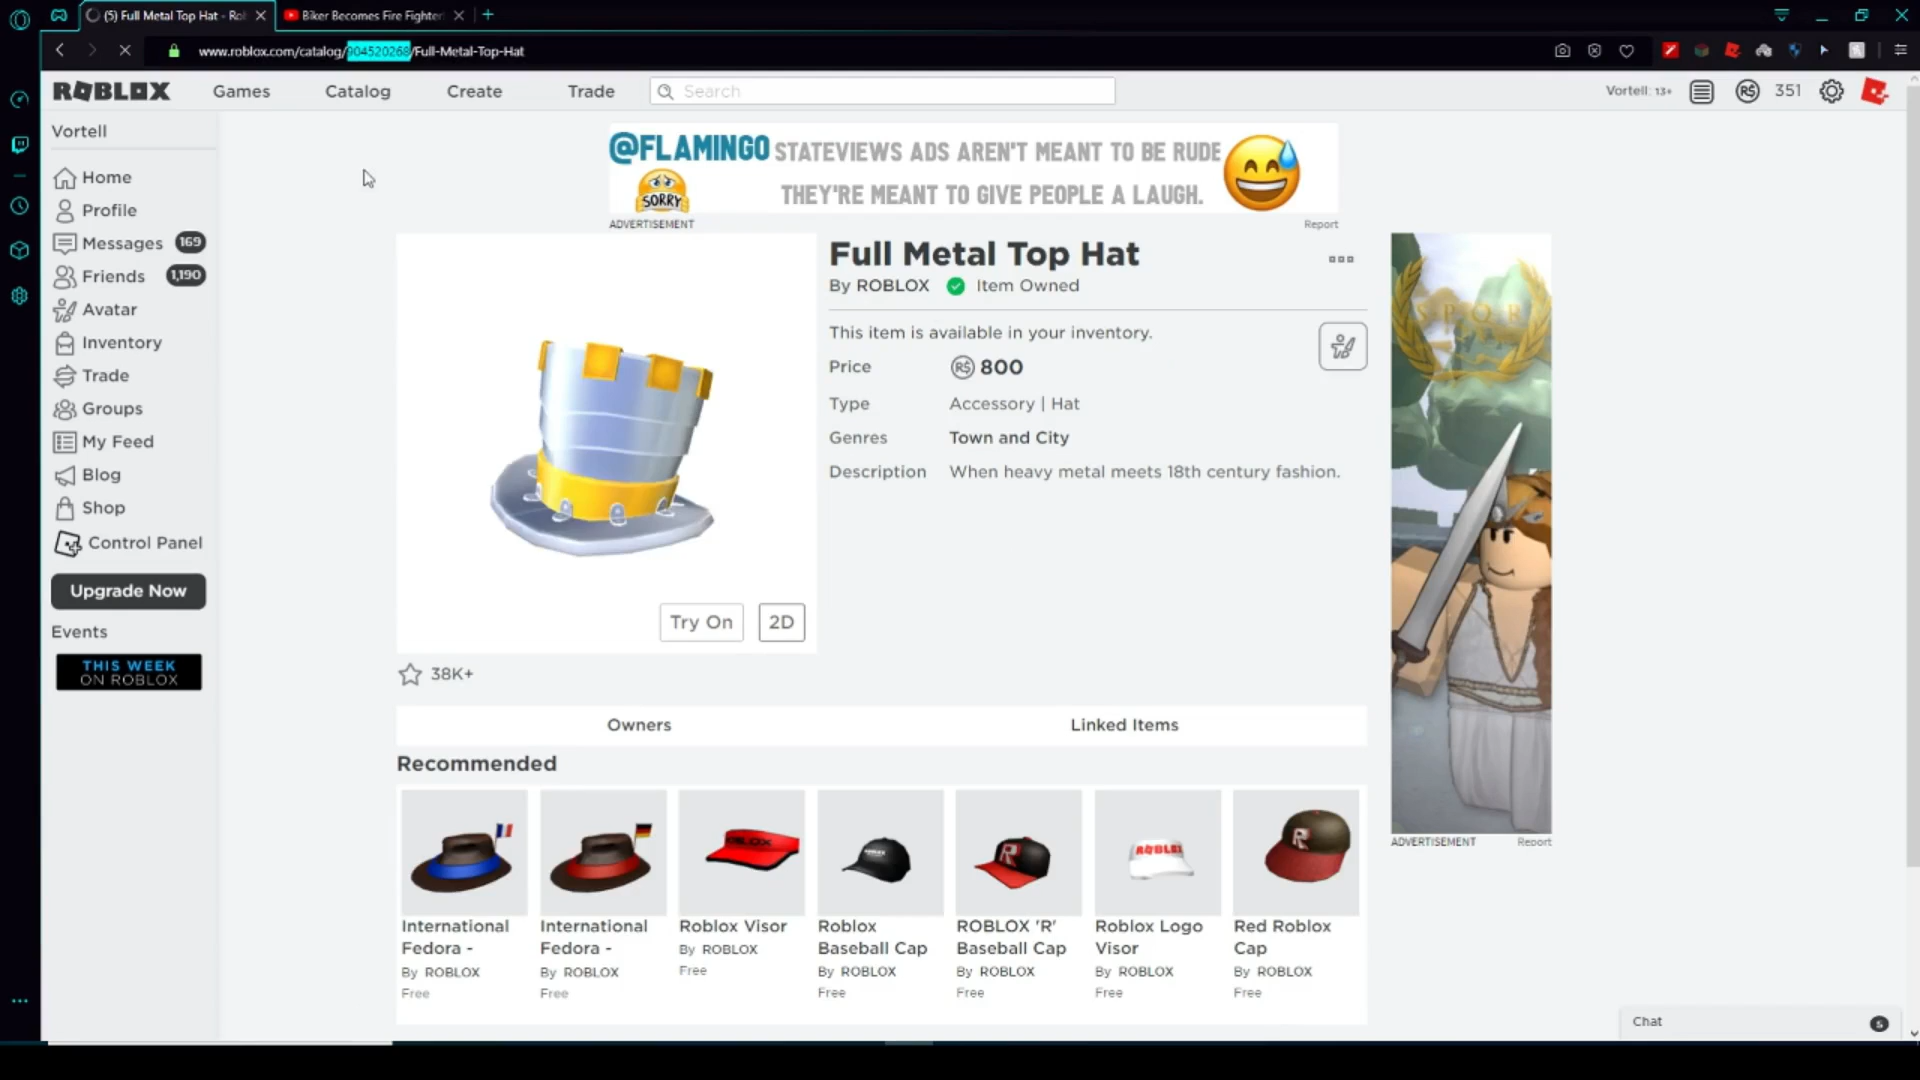 (5) Full Metal Top Hat - Ro
Biker Becomes Fire Fighter
www.roblox.com/catalog/904520268/Full-Metal-Top-Hat
ROBLOX
Games
Catalog
Create
Trade
Search
Vortell: 13+
351
Vortell
Home
Profile
Messages 169
Friends 1,190
Avatar
Inventory
Trade
Groups
My Feed
Blog
Shop
Control Panel
Upgrade Now
Events
THIS WEEK
ON ROBLOX
@FLAMINGO STATEVIEWS ADS AREN'T MEANT TO BE RUDE
SORRY THEY'RE MEANT TO GIVE PEOPLE A LAUGH.
ADVERTISEMENT
Report
Full Metal Top Hat
By ROBLOX Item Owned
This item is available in your inventory.
Price R$ 800
Type Accessory | Hat
Genres Town and City
Description When heavy metal meets 18th century fashion.
Try On
2D
38K+
Owners
Linked Items
Recommended
International
Fedora -
By ROBLOX
Free
International
Fedora -
By ROBLOX
Free
Roblox Visor
By ROBLOX
Free
Roblox
Baseball Cap
By ROBLOX
Free
ROBLOX 'R'
Baseball Cap
By ROBLOX
Free
Roblox Logo
Visor
By ROBLOX
Free
Red Roblox
Cap
By ROBLOX
Free
SPQR
ADVERTISEMENT
Report
Chat
5